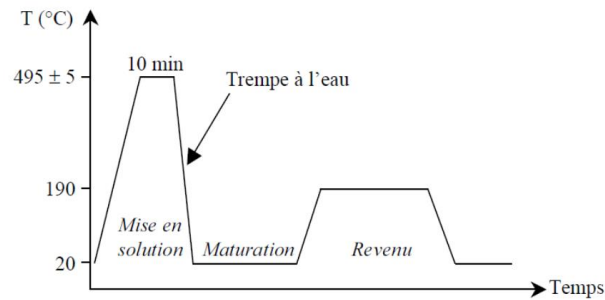 T (°C)
10 min
495 ± 5
Trempe à l'eau
190
Mise en
solution
Maturation
Revenu
20
Temps